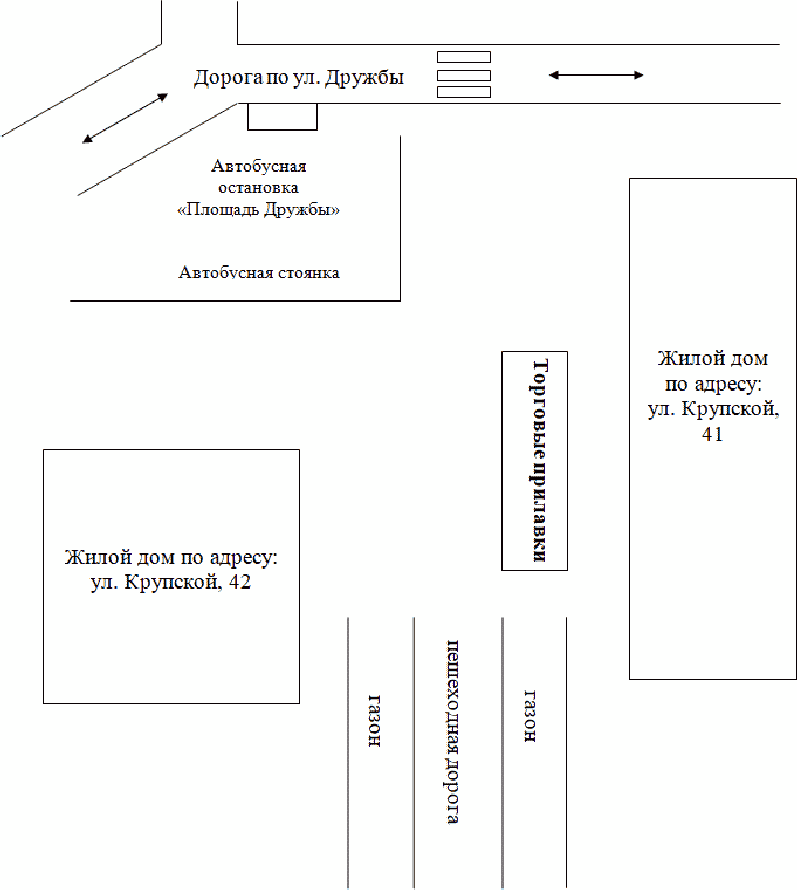 Дорога по ул. Дружбы
Автобусная
остановка
«Площадь Дружбы»
Автобусная стоянка
Жилой дом
по адресу:
ул. Крупской,
41
Торговые прилавки
Жилой дом по адресу:
ул. Крупской, 42
газон
пешеходная дорога
газон